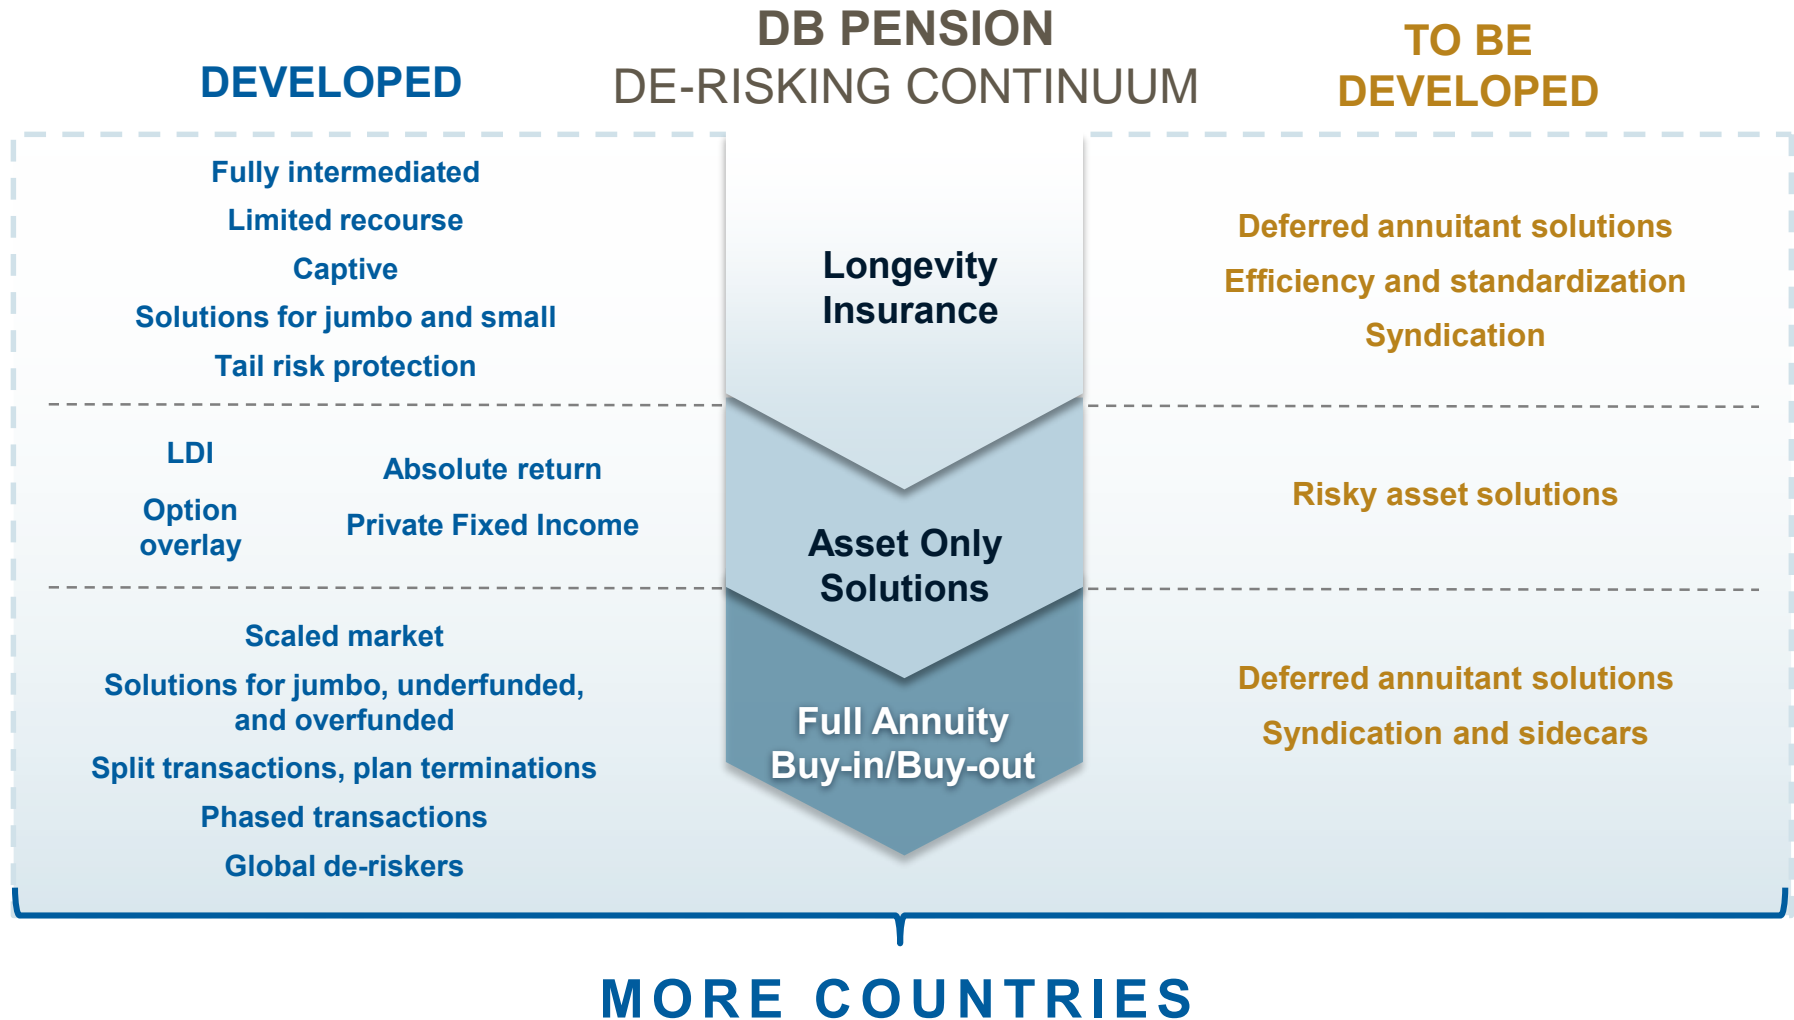 DB PENSION
DE-RISKING CONTINUUM
DEVELOPED
TO BE
DEVELOPED
Fully intermediated
Limited recourse
Captive
Solutions for jumbo and small
Tail risk protection
Longevity
Insurance
Deferred annuitant solutions
Efficiency and standardization
Syndication
LDI
Option
overlay
Absolute return
Private Fixed Income
Asset Only
Solutions
Risky asset solutions
Scaled market
Solutions for jumbo, underfunded,
and overfunded
Split transactions, plan terminations
Phased transactions
Global de-riskers
Full Annuity
Buy-in/Buy-out
Deferred annuitant solutions
Syndication and sidecars
MORE COUNTRIES